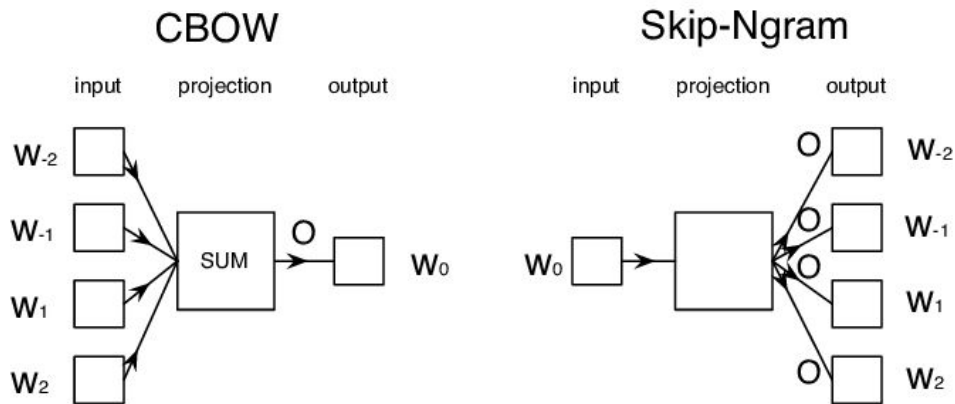 CBOW Skip-Ngram
input projection output input projection output
w-2 O w-2
w-1 O O w-1
SUM w0 w0
w1 O w1
w2 O w2